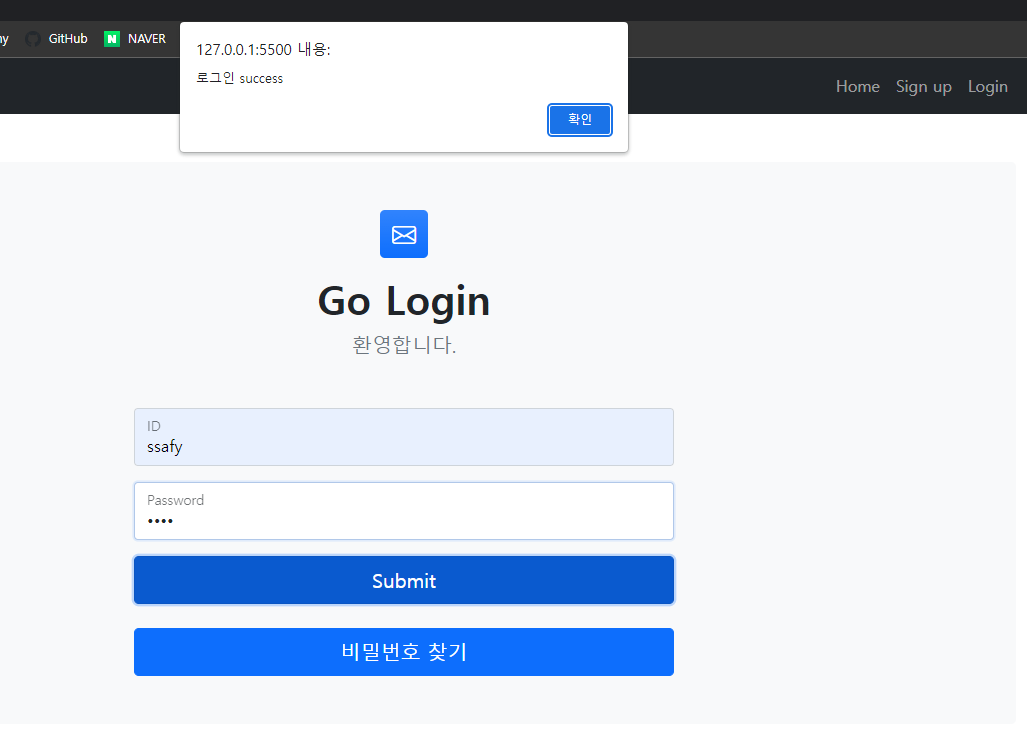 GitHub N NAVER
127.0.0.1:5500 내용:
로그인 success
확인
Home Sign up Login
Go Login
환영합니다.
ID
ssafy
Password
••••
Submit
비밀번호 찾기